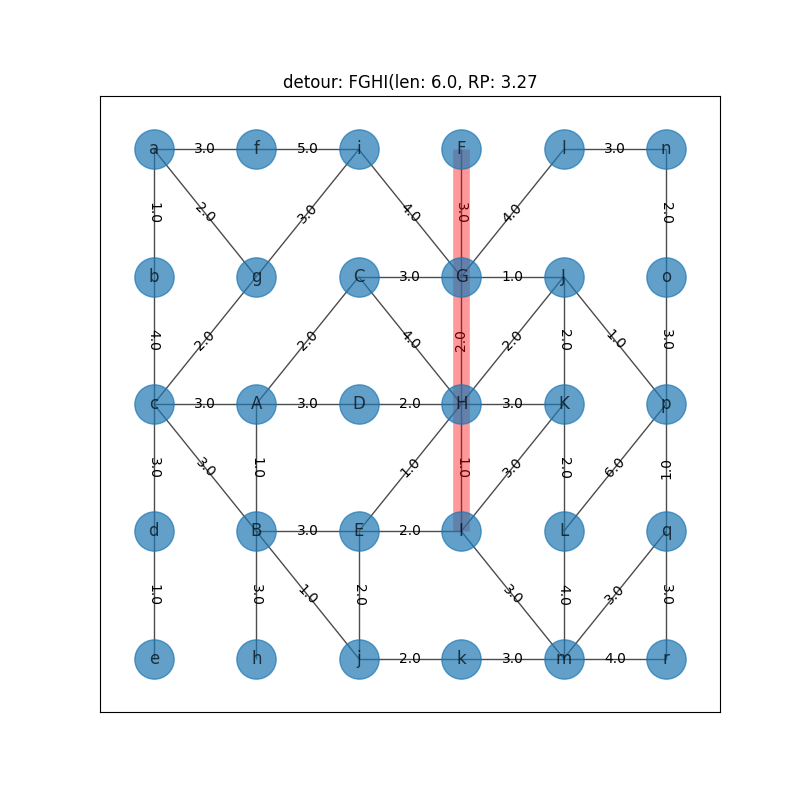 detour: FGHI(len: 6.0, RP: 3.27
a 3.0 f 5.0 i F l 3.0 n
1.0 2.0 3.0 4.0 3.0 4.0 2.0
b g C 3.0 G 1.0 J o
4.0 2.0 2.0 4.0 2.0 2.0 2.0 1.0 3.0
c 3.0 A 3.0 D 2.0 H 3.0 K p
3.0 3.0 1.0 1.0 1.0 3.0 2.0 6.0 1.0
d B 3.0 E 2.0 I L q
1.0 3.0 1.0 2.0 3.0 4.0 3.0 3.0
e h j 2.0 k 3.0 m 4.0 r